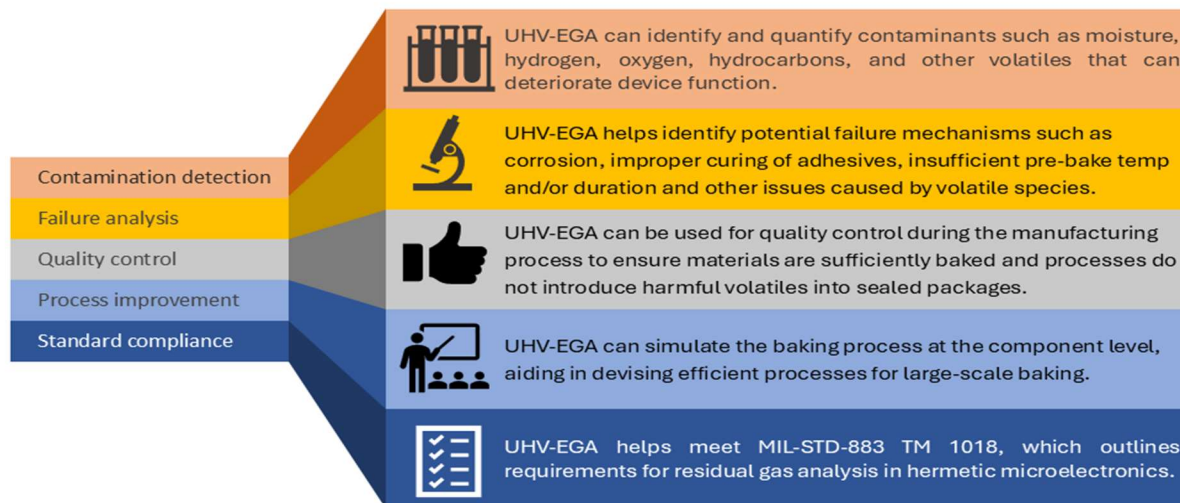 Contamination detection
Failure analysis
Quality control
Process improvement
Standard compliance
UHV-EGA can identify and quantify contaminants such as moisture,
hydrogen, oxygen, hydrocarbons, and other volatiles that can
deteriorate device function.
UHV-EGA helps identify potential failure mechanisms such as
corrosion, improper curing of adhesives, insufficient pre-bake temp
and/or duration and other issues caused by volatile species.
UHV-EGA can be used for quality control during the manufacturing
process to ensure materials are sufficiently baked and processes do
not introduce harmful volatiles into sealed packages.
UHV-EGA can simulate the baking process at the component level,
aiding in devising efficient processes for large-scale baking.
UHV-EGA helps meet MIL-STD-883 TM 1018, which outlines
requirements for residual gas analysis in hermetic microelectronics.